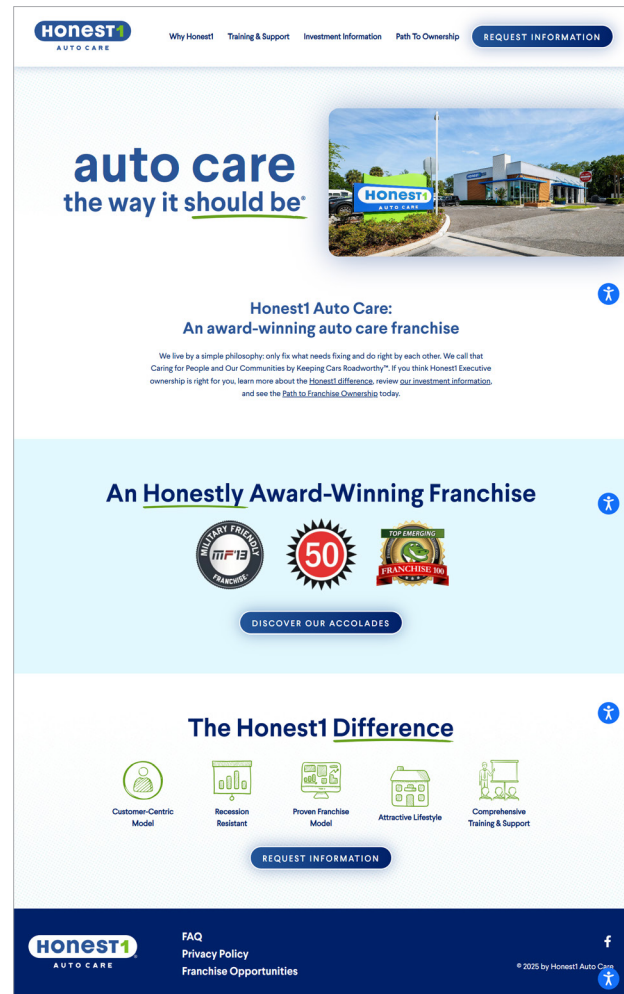 HONEST1
AUTO CARE
Why Honest1
Training & Support
Investment Information
Path To Ownership
REQUEST INFORMATION
auto care
the way it should be®
HONEST1
AUTO CARE
Honest1 Auto Care:
An award-winning auto care franchise
We live by a simple philosophy: only fix what needs fixing and do right by each other. We call that
Caring for People and Our Communities by Keeping Cars Roadworthy™. If you think Honest1 Executive
ownership is right for you, learn more about the Honest1 difference, review our investment information,
and see the Path to Franchise Ownership today.
An Honestly Award-Winning Franchise
MILITARY FRIENDLY
MF'13
FRANCHISE
50
TOP EMERGING
FRANCHISE 100
DISCOVER OUR ACCOLADES
The Honest1 Difference
Customer-Centric
Model
Recession
Resistant
Proven Franchise
Model
Attractive Lifestyle
Comprehensive
Training & Support
REQUEST INFORMATION
HONEST1
AUTO CARE
FAQ
Privacy Policy
Franchise Opportunities
© 2025 by Honest1 Auto Care